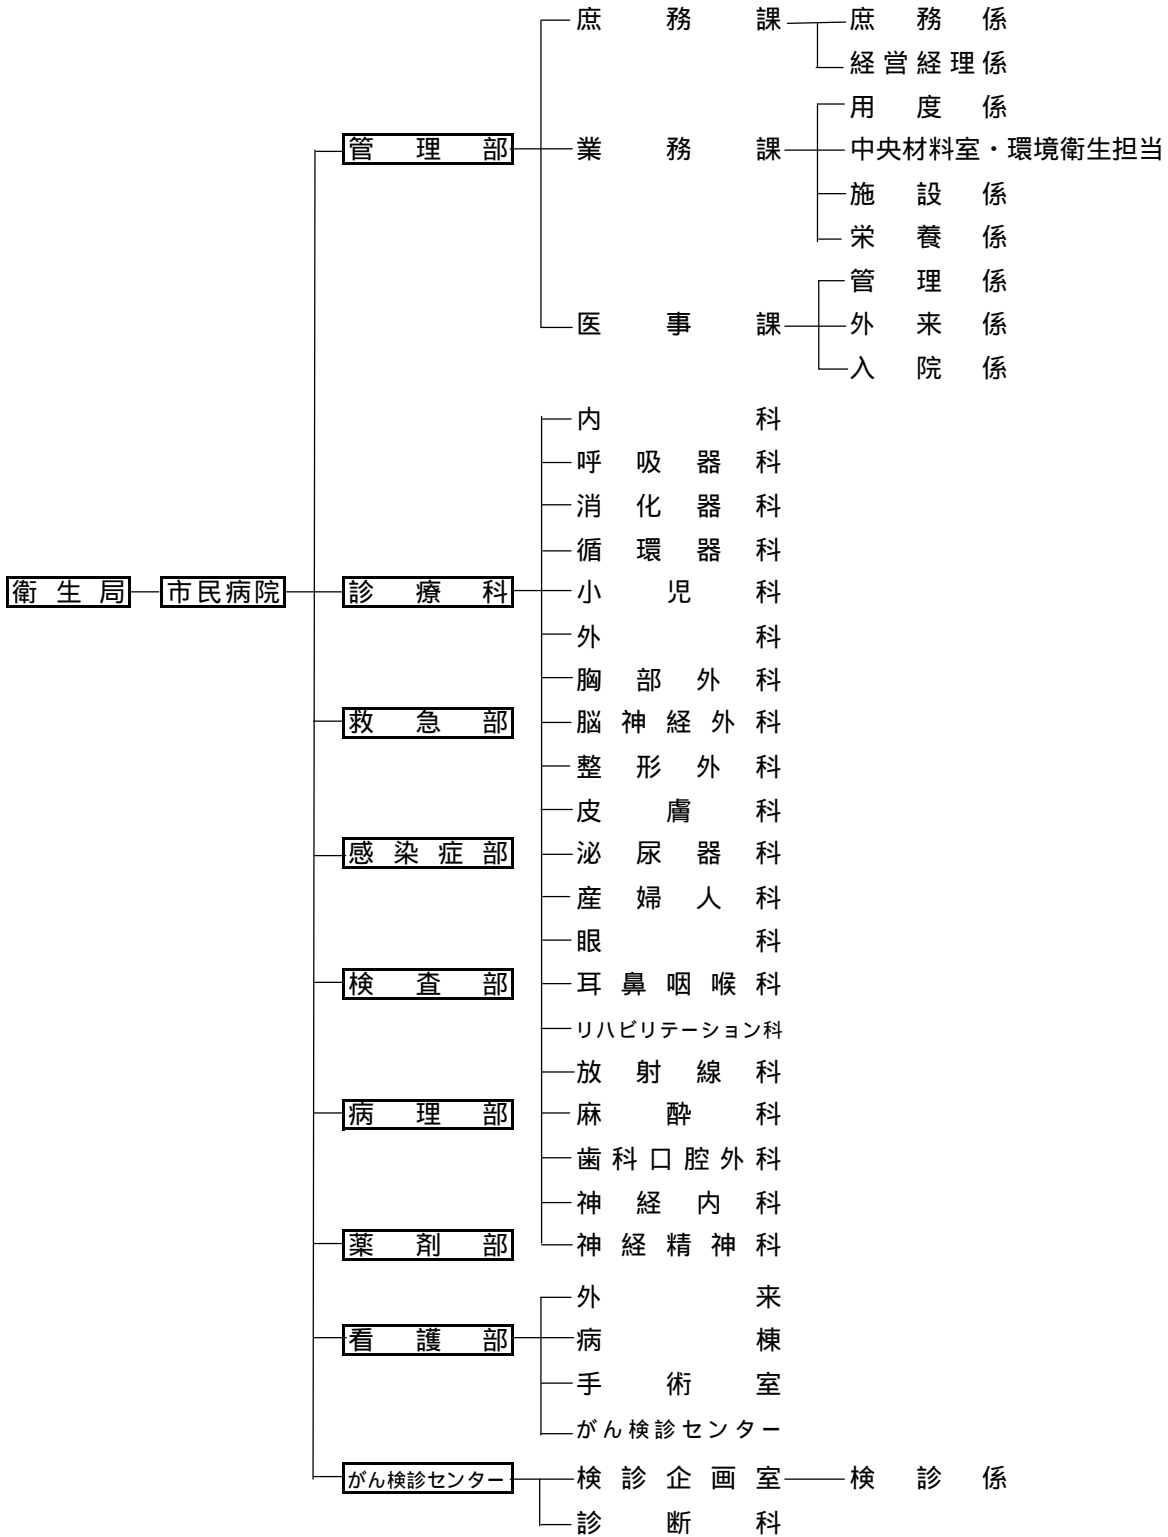 庶務課 庶務係
経営経理係
用度係
管理部 業務課 中央材料室・環境衛生担当
施設係
栄養係
管理係
医事課 外来係
入院係
内科
呼吸器科
消化器科
循環器科
衛生局 市民病院 診療科 小児科
外科
胸部外科
救急部 脳神経外科
整形外科
皮膚科
感染症部 泌尿器科
産婦人科
眼科
検査部 耳鼻咽喉科
リハビリテーション科
放射線科
病理部 麻酔科
歯科口腔外科
神経内科
薬剤部 神経精神科
外来
看護部 病棟
手術室
がん検診センター
がん検診センター 検診企画室 検診係
診断科